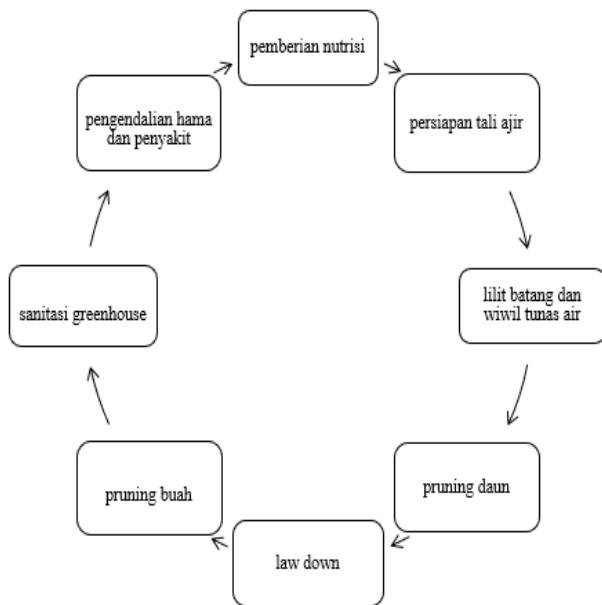 pemberian nutrisi
persiapan tali ajir
lilit batang dan
wiwil tunas air
pruning daun
law down
pruning buah
sanitasi greenhouse
pengendalian hama
dan penyakit